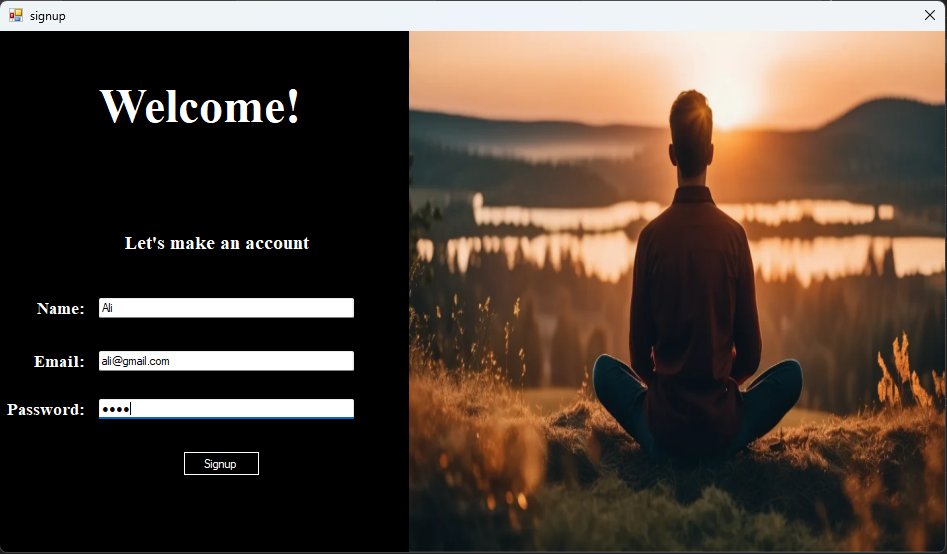 signup
Welcome!
Let's make an account
Name: Ali
Email: ali@gmail.com
Password: ••••
Signup